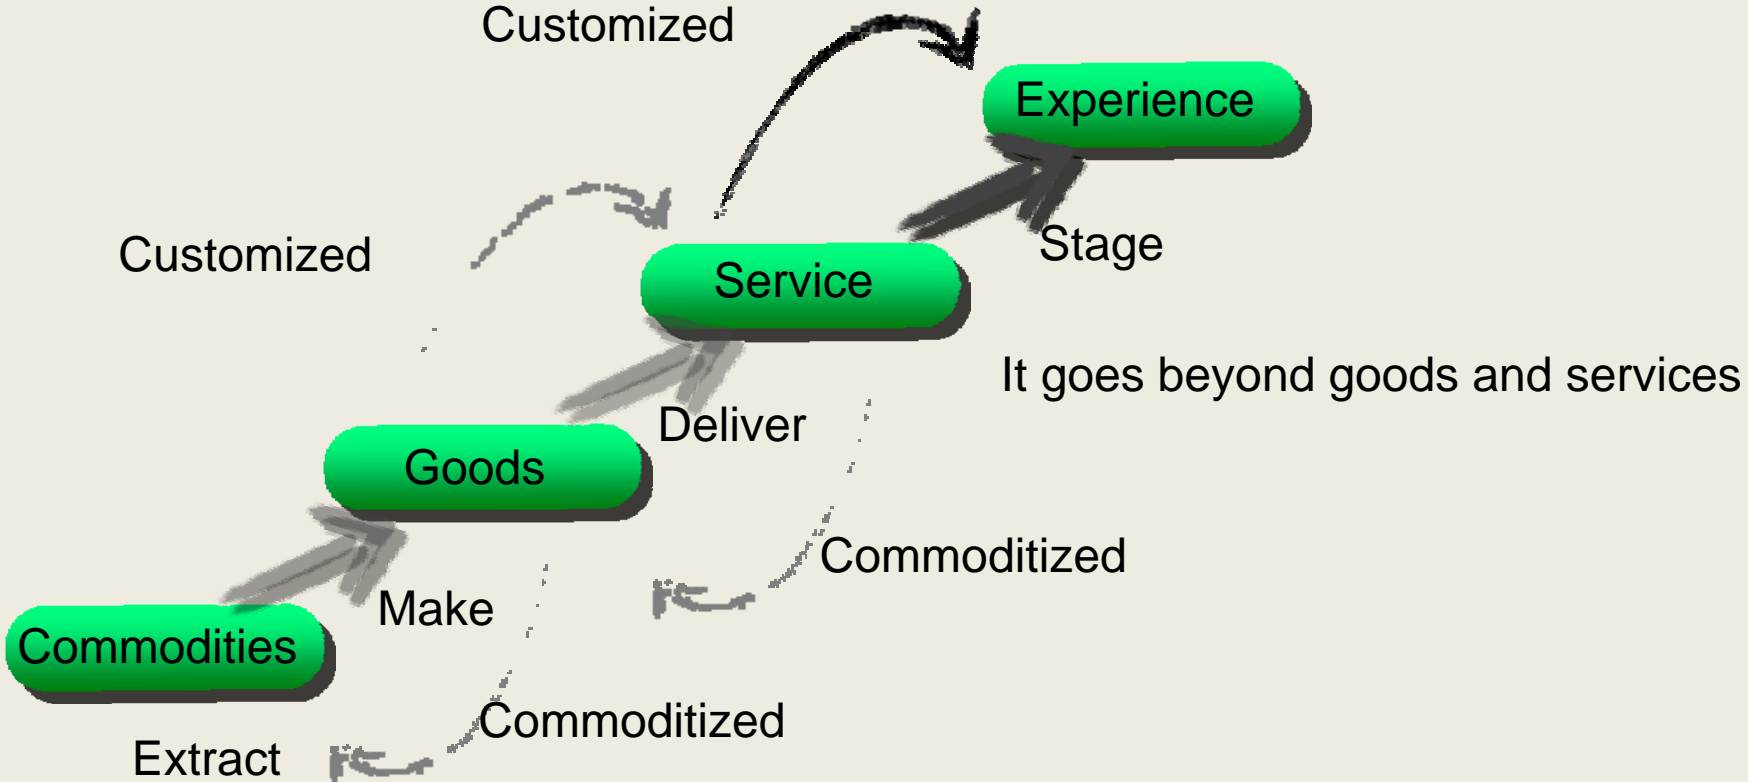 Customized
Experience
Customized
Stage
Service
It goes beyond goods and services
Deliver
Goods
Commoditized
Make
Commodities
Commoditized
Extract